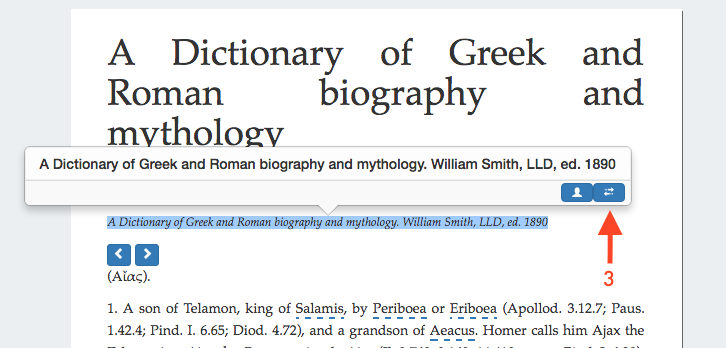 A Dictionary of Greek and
Roman biography and
mythology
A Dictionary of Greek and Roman biography and mythology. William Smith, LLD, ed. 1890
A Dictionary of Greek and Roman biography and mythology. William Smith, LLD, ed. 1890
3
(Αἴας).
1. A son of Telamon, king of Salamis, by Periboea or Eriboea (Apollod. 3.12.7; Paus.
1.42.4; Pind. I. 6.65; Diod. 4.72), and a grandson of Aeacus. Homer calls him Ajax the